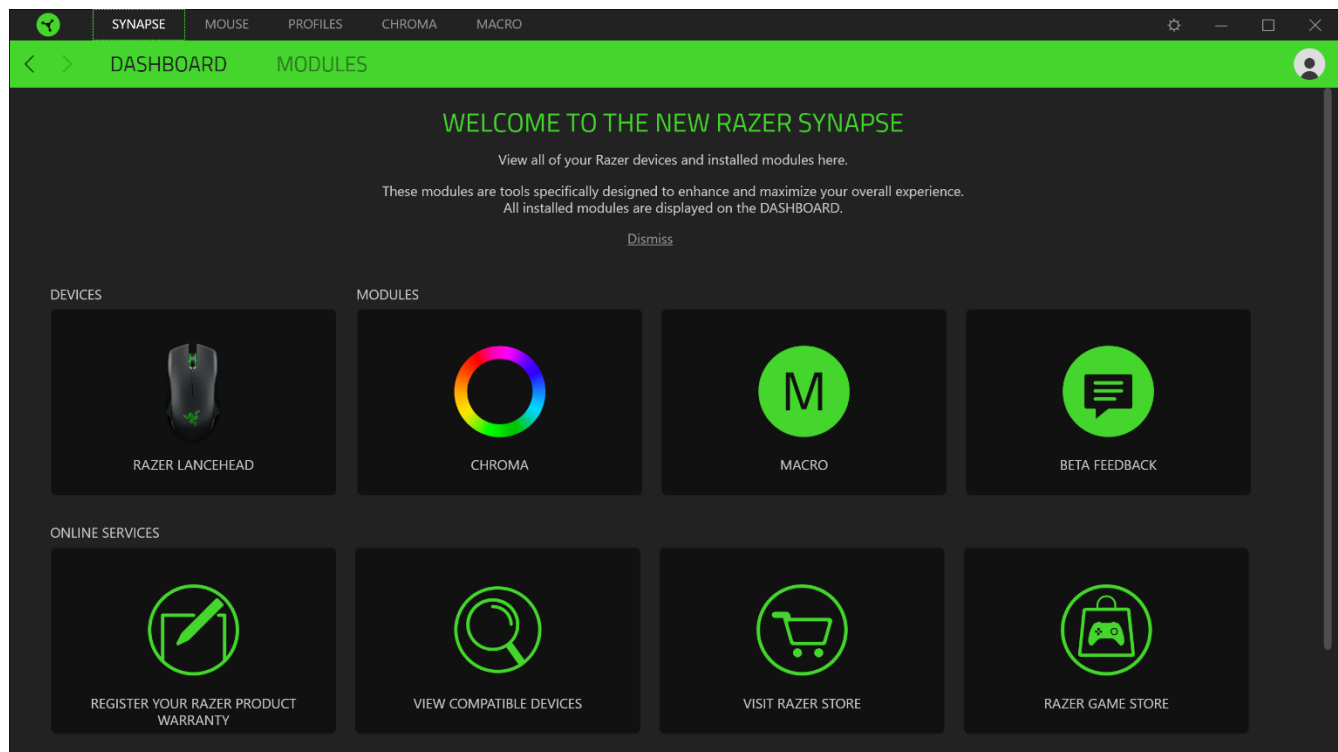 SYNAPSE MOUSE PROFILES CHROMA MACRO
DASHBOARD MODULES
WELCOME TO THE NEW RAZER SYNAPSE
View all of your Razer devices and installed modules here.
These modules are tools specifically designed to enhance and maximize your overall experience.
All installed modules are displayed on the DASHBOARD.
Dismiss
DEVICES MODULES
M
RAZER LANCEHEAD CHROMA MACRO BETA FEEDBACK
ONLINE SERVICES
REGISTER YOUR RAZER PRODUCT VIEW COMPATIBLE DEVICES VISIT RAZER STORE RAZER GAME STORE
WARRANTY